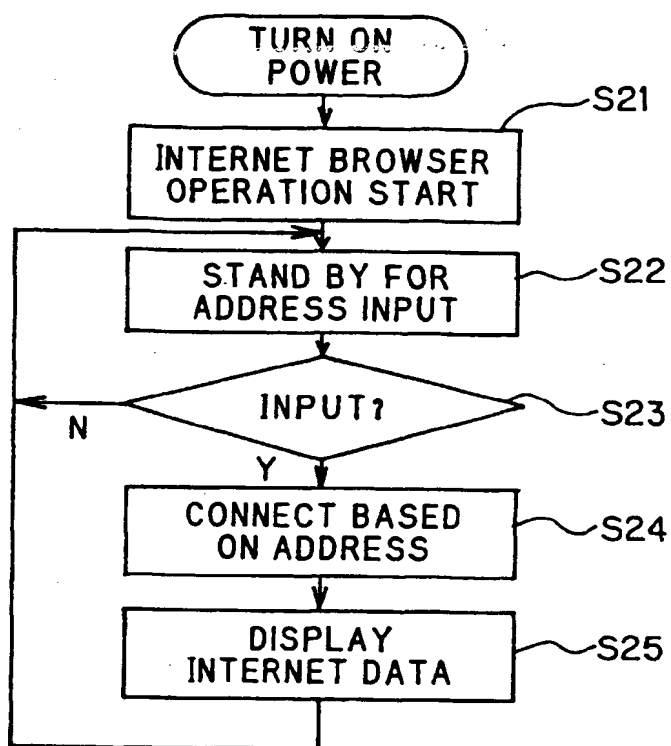 TURN ON
POWER
S21
INTERNET BROWSER
OPERATION START
STAND BY FOR
ADDRESS INPUT
S22
INPUT?
S23
N
Y
CONNECT BASED
ON ADDRESS
S24
DISPLAY
INTERNET DATA
S25